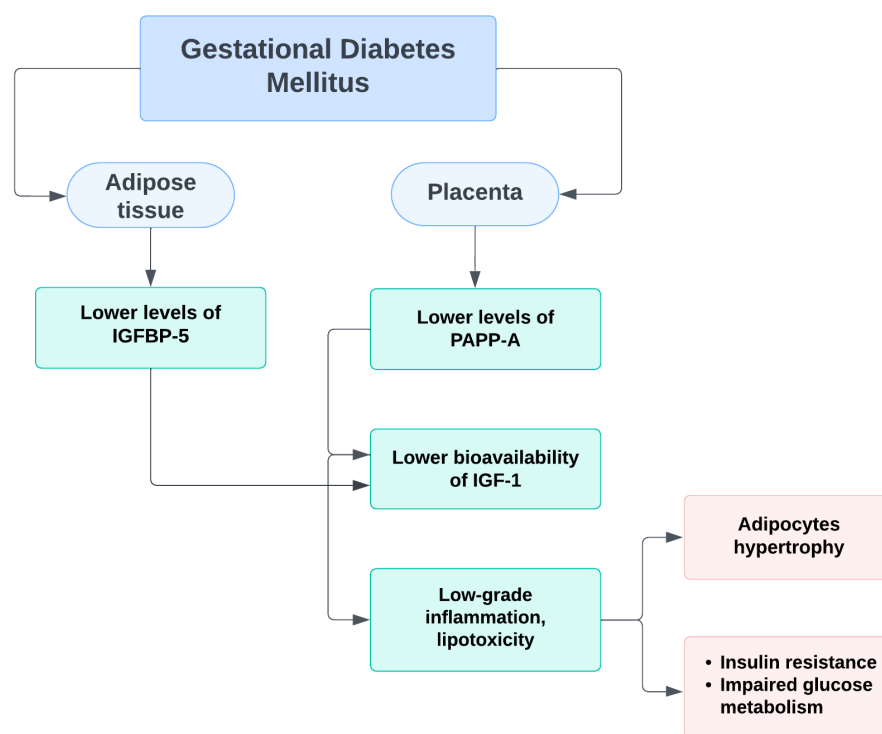 Gestational Diabetes
Mellitus
Adipose
tissue
Placenta
Lower levels of
IGFBP-5
Lower levels of
PAPP-A
Lower bioavailability
of IGF-1
Adipocytes
hypertrophy
Low-grade
inflammation,
lipotoxicity
• Insulin resistance
• Impaired glucose
metabolism